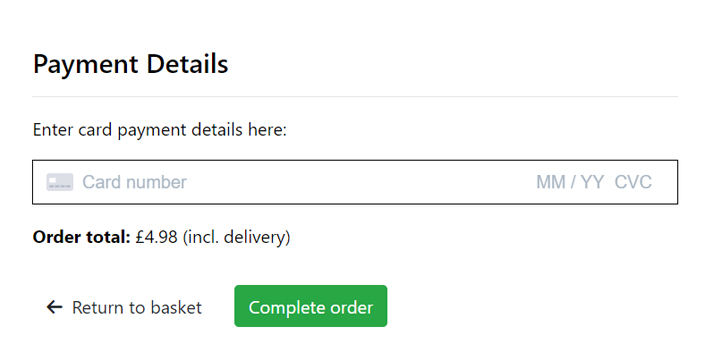 Payment Details
Enter card payment details here:
Card number MM / YY CVC
Order total: £4.98 (incl. delivery)
Return to basket Complete order